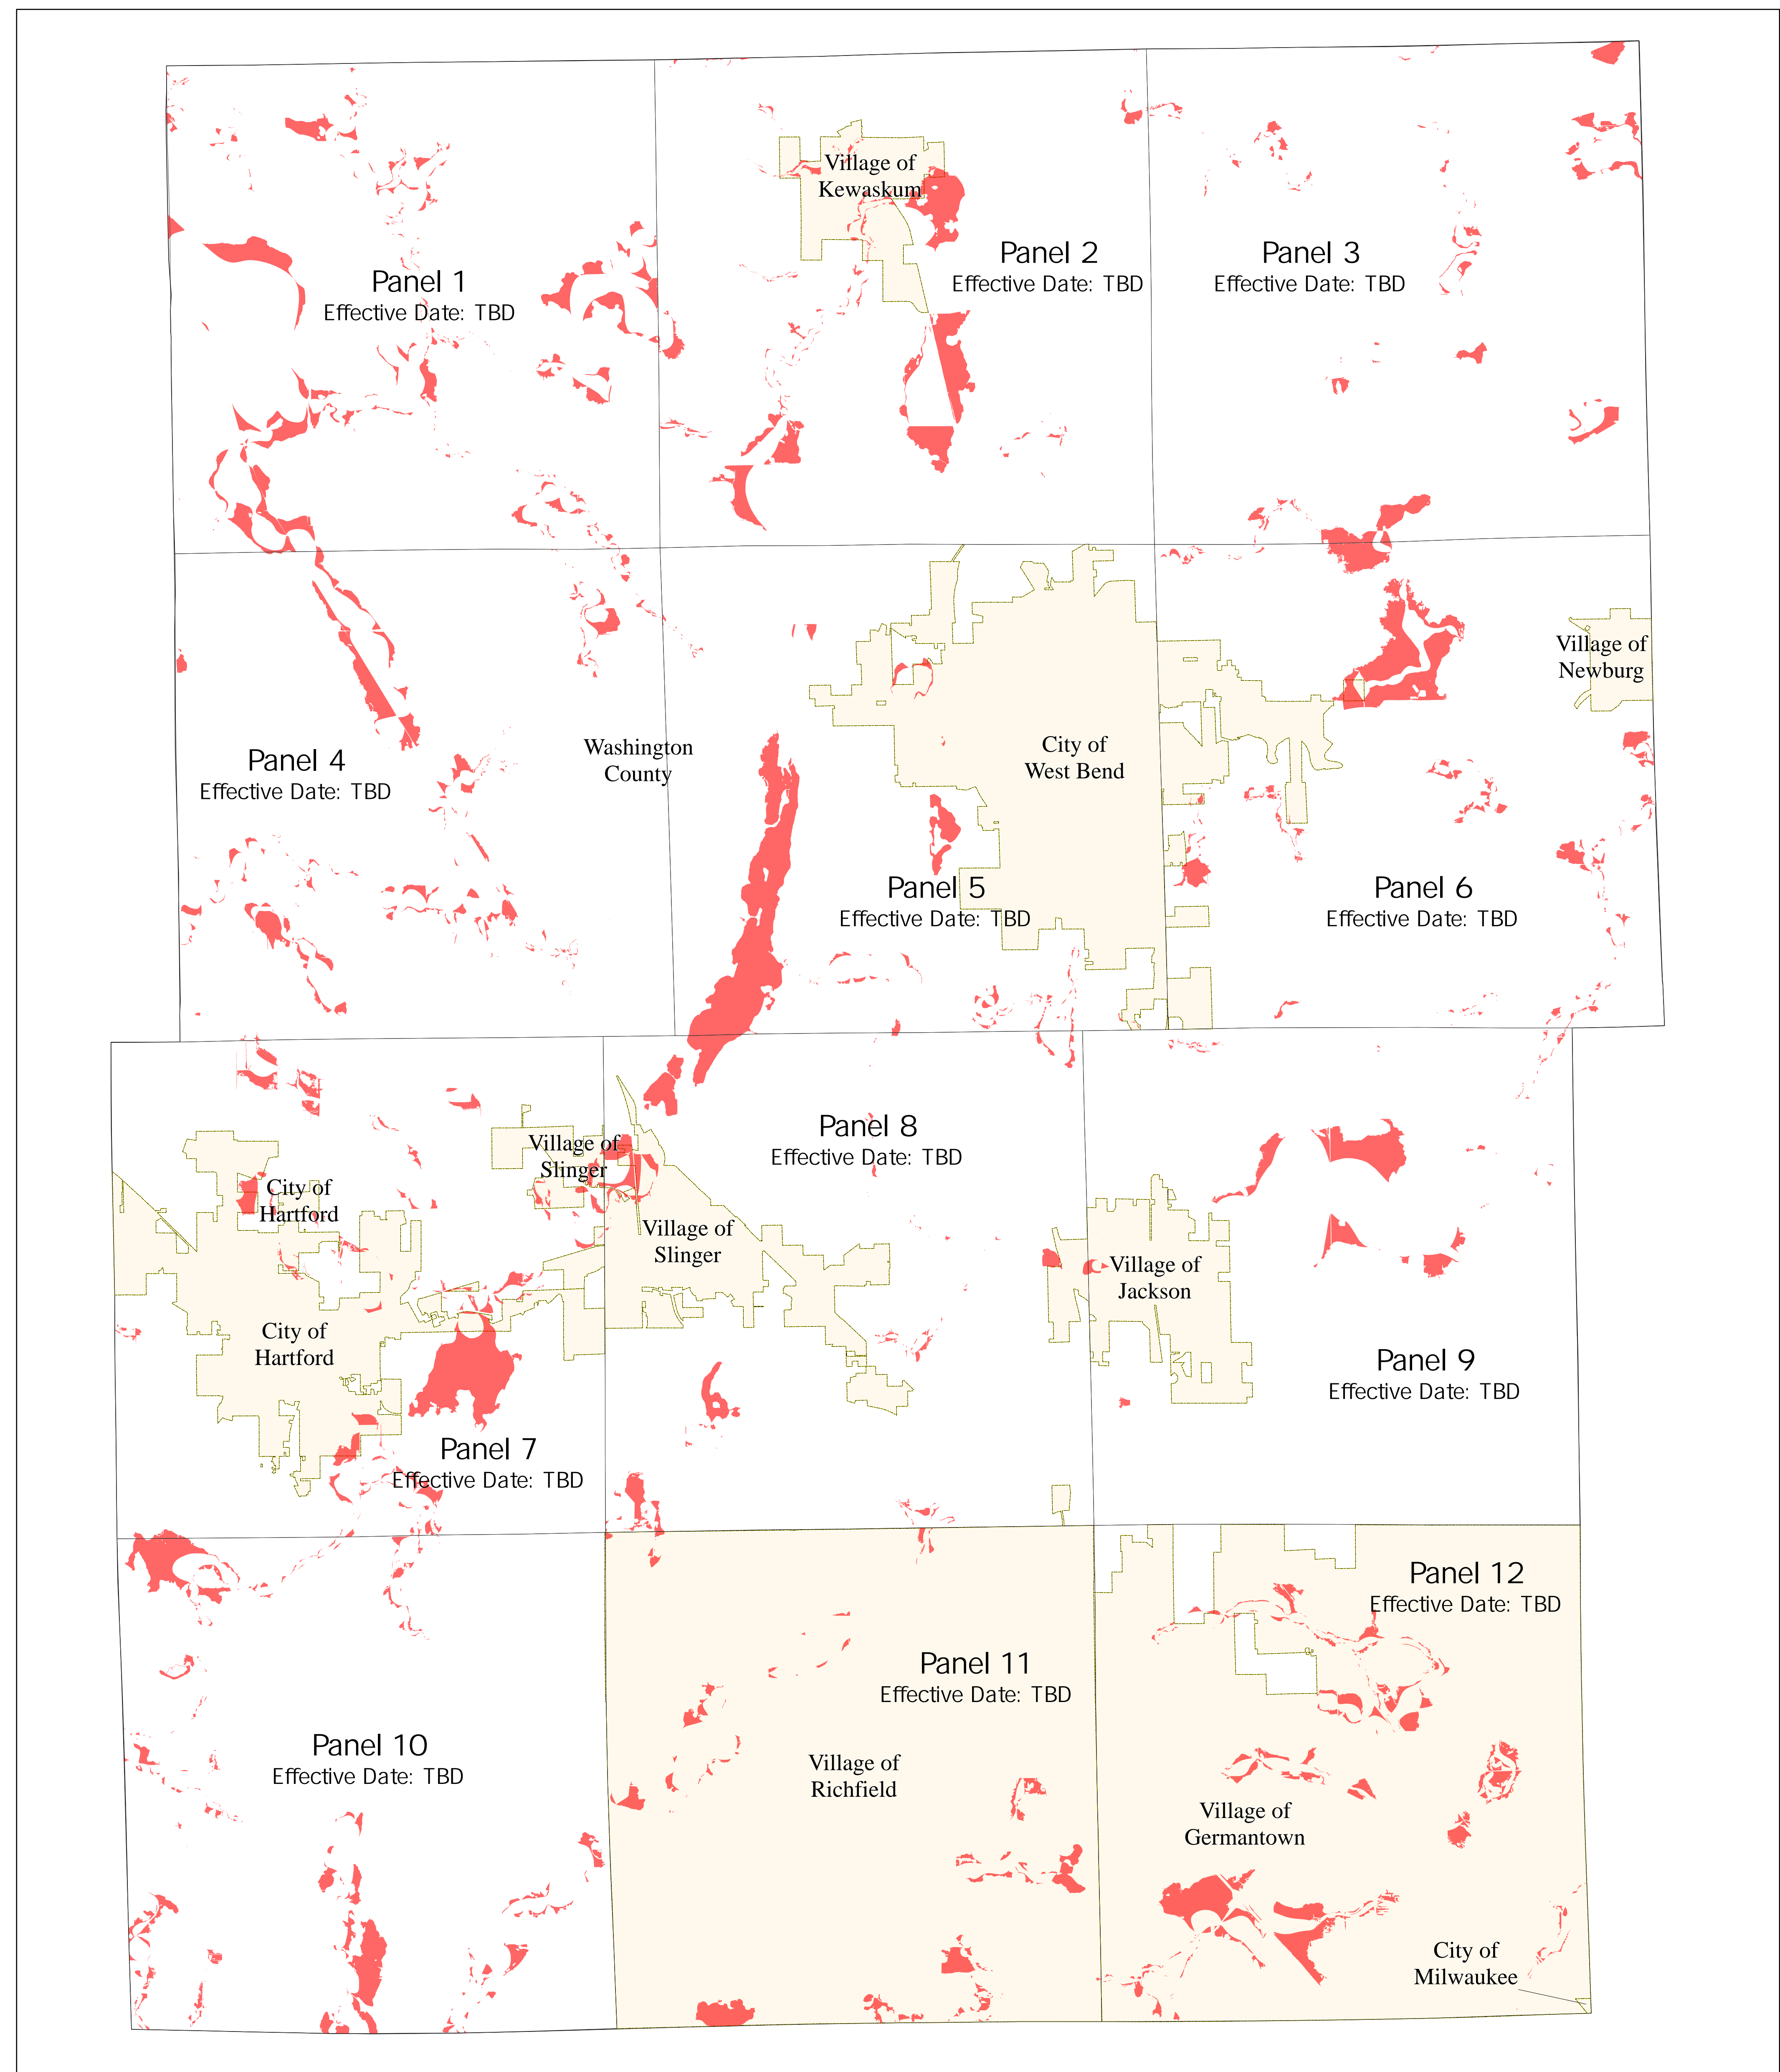 Village of
Kewaskum
Panel 1
Effective Date: TBD
Panel 2
Effective Date: TBD
Panel 3
Effective Date: TBD
Village of
Newburg
Panel 4
Effective Date: TBD
Washington
County
City of
West Bend
Panel 5
Effective Date: TBD
Panel 6
Effective Date: TBD
Village of
Slinger
City of
Hartford
City of
Hartford
Panel 7
Effective Date: TBD
Panel 8
Effective Date: TBD
Village of
Slinger
Village of
Jackson
Panel 9
Effective Date: TBD
Panel 10
Effective Date: TBD
Panel 11
Effective Date: TBD
Village of
Richfield
Panel 12
Effective Date: TBD
Village of
Germantown
City of
Milwaukee